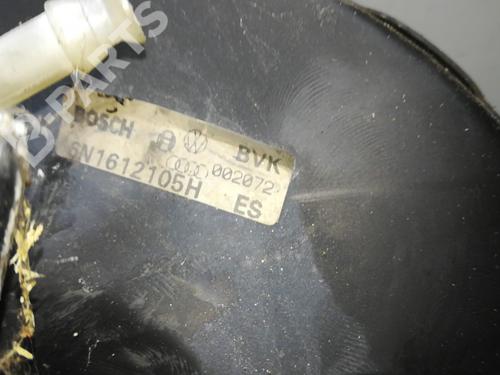 BOSCH
BVK
002072
6N1612105H
ES
B-PARTS